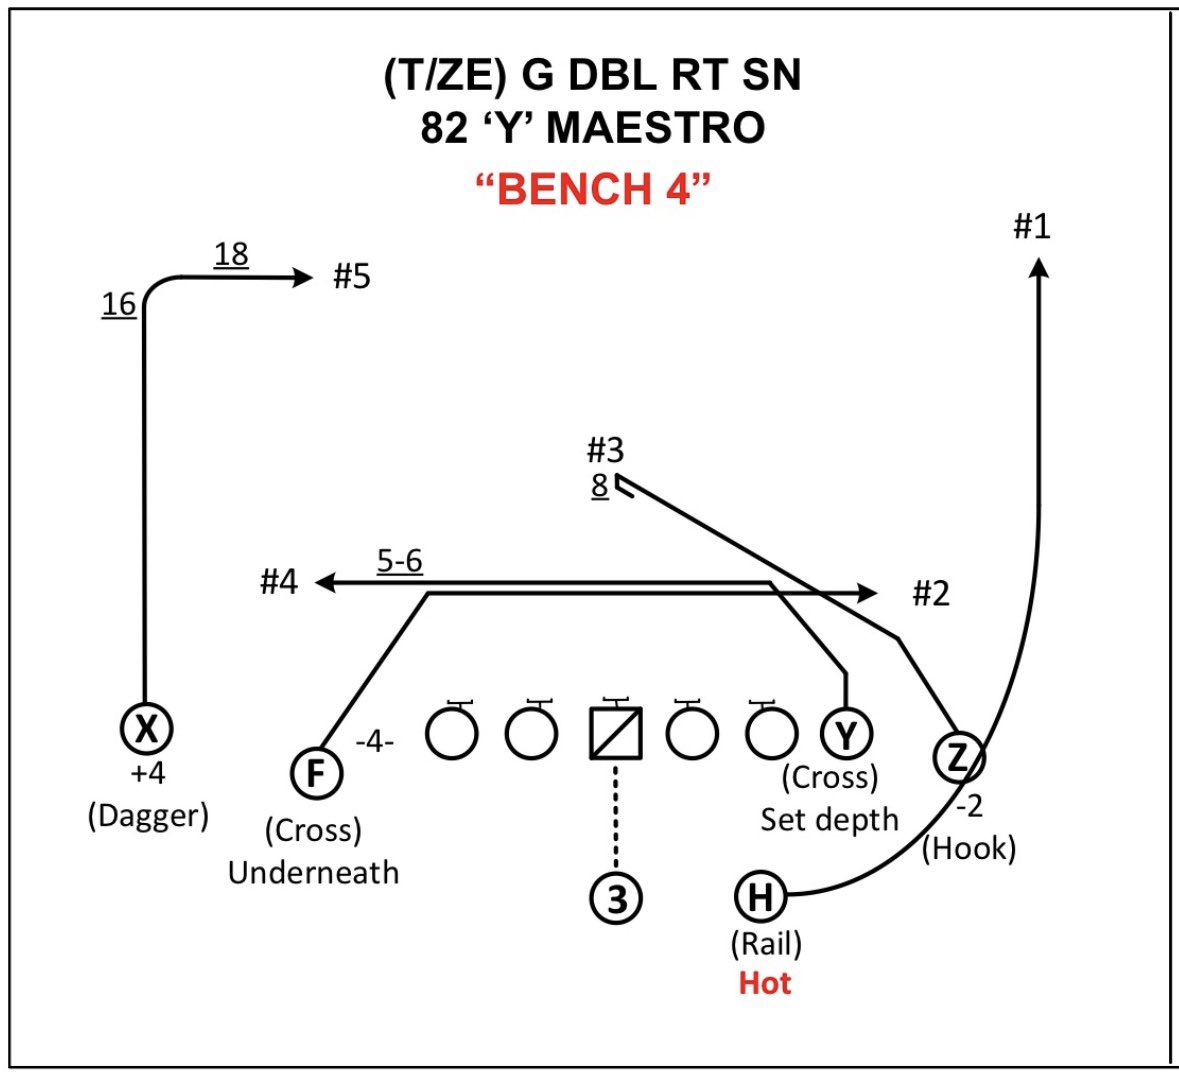 (T/ZE) G DBL RT SN
82 ‘Y’ MAESTRO
“BENCH 4”
#1
18
#5
16
#3
8
5-6
#4
#2
X
+4
(Dagger)
F
-4-
(Cross)
Underneath
Y
(Cross)
Set depth
Z
-2
(Hook)
3
H
(Rail)
Hot